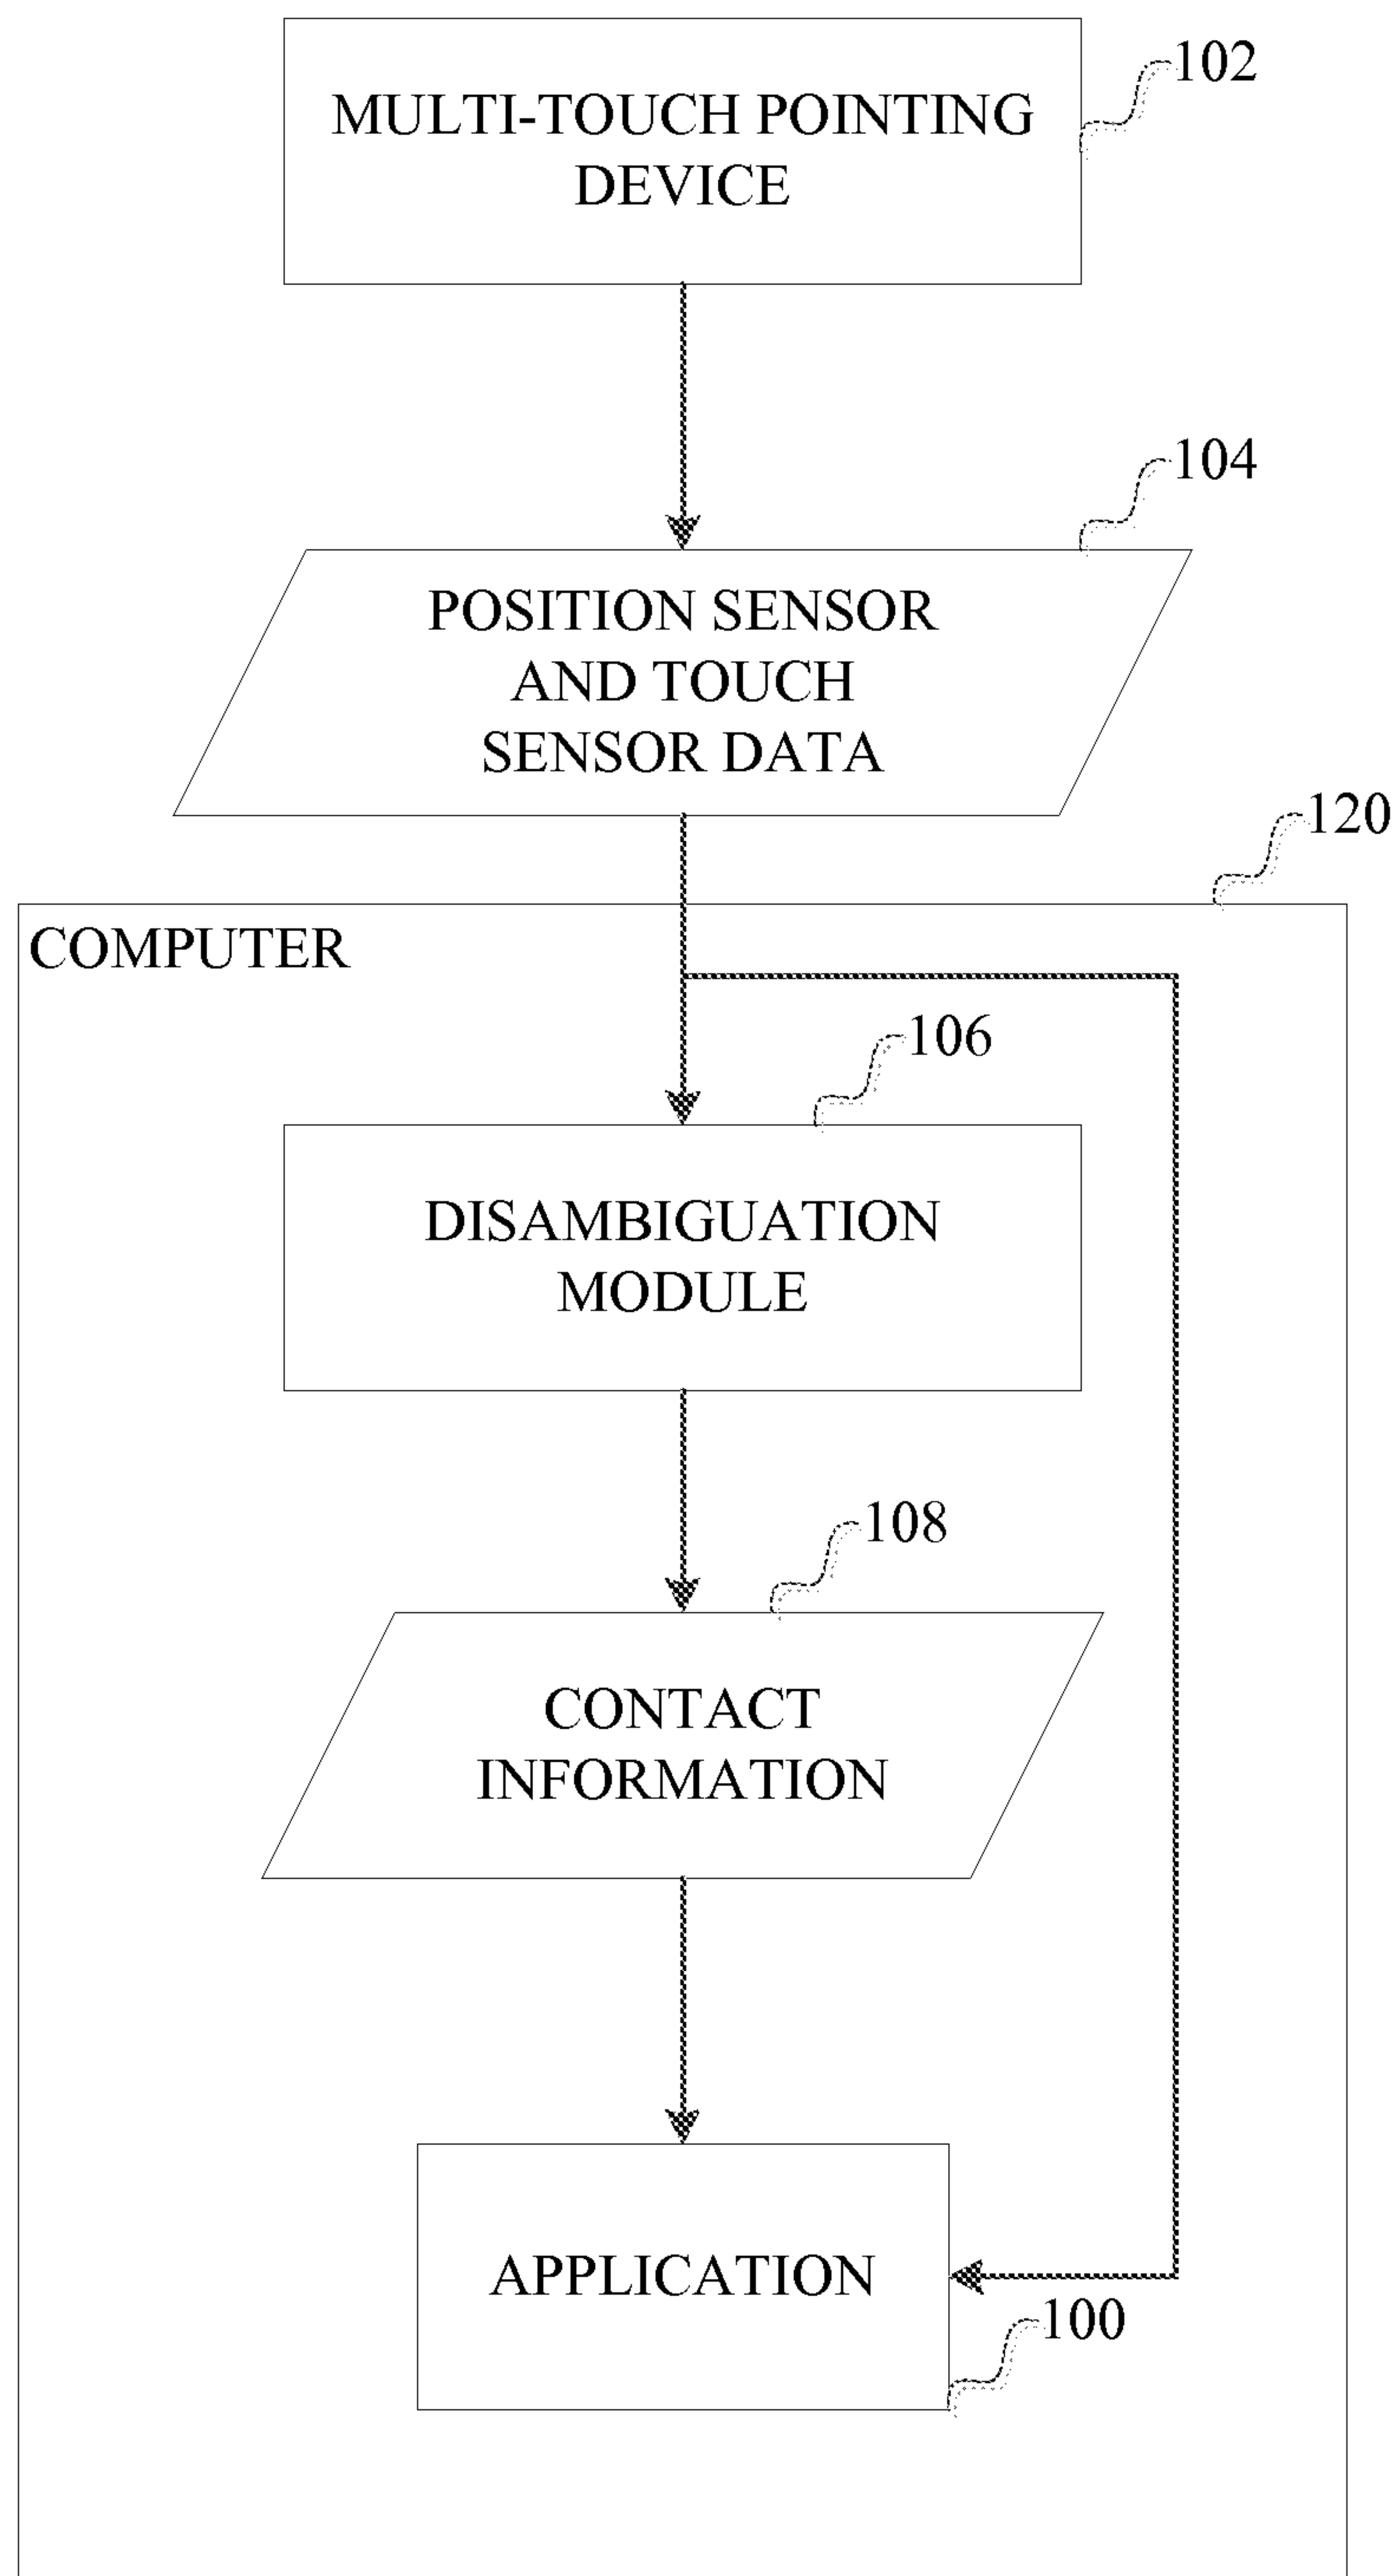 102
MULTI-TOUCH POINTING
DEVICE
104
POSITION SENSOR
AND TOUCH
SENSOR DATA
120
COMPUTER
106
DISAMBIGUATION
MODULE
108
CONTACT
INFORMATION
APPLICATION
100